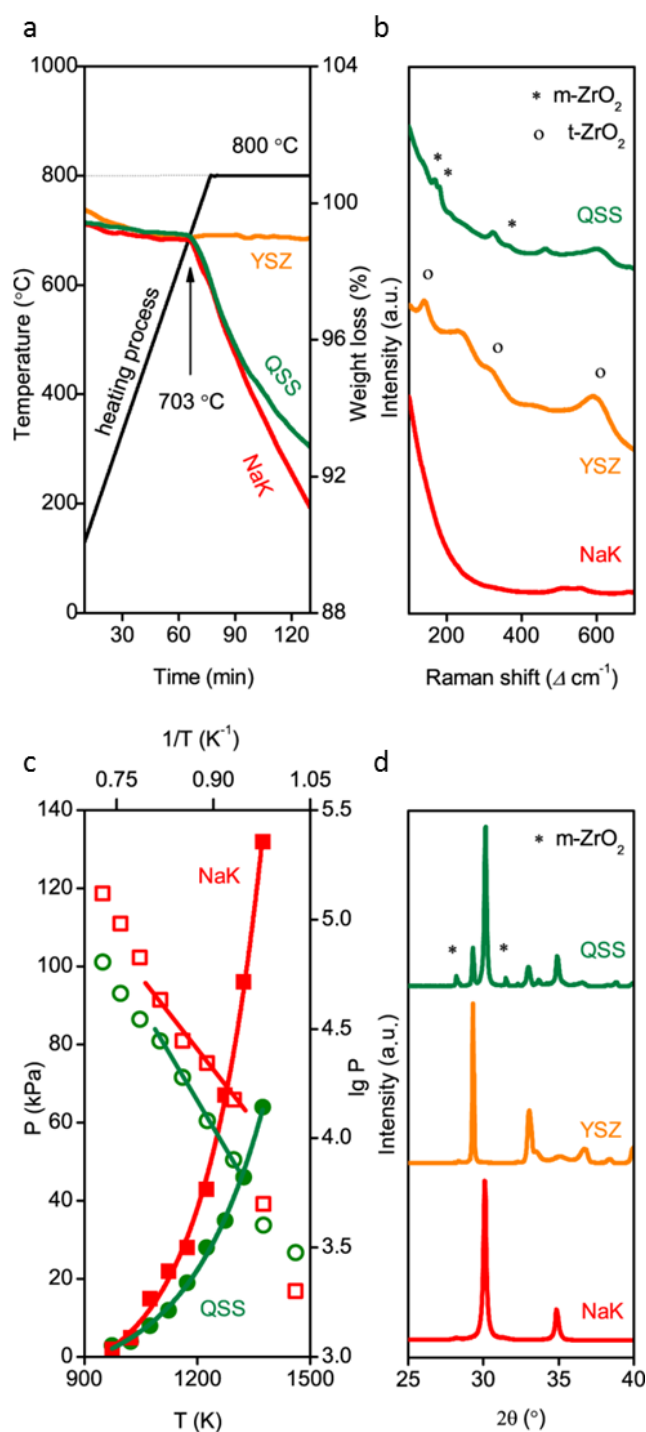 a
1000
800
600
400
200
0
Temperature (°C)
104
100
96
92
88
Weight loss (%)
800 °C
YSZ
heating process
703 °C
QSS
NaK
30
60
90
120
Time (min)
b
* m-ZrO2
o t-ZrO2
*
*
*
QSS
o
o
o
YSZ
NaK
Intensity (a.u.)
200
400
600
Raman shift (Δ cm-1)
c
1/T (K-1)
0.75
0.90
1.05
140
120
100
80
60
40
20
0
P (kPa)
5.5
5.0
4.5
4.0
3.5
3.0
lg P
NaK
QSS
900
1200
1500
T (K)
d
* m-ZrO2
*
*
QSS
YSZ
NaK
Intensity (a.u.)
25
30
35
40
2θ (°)